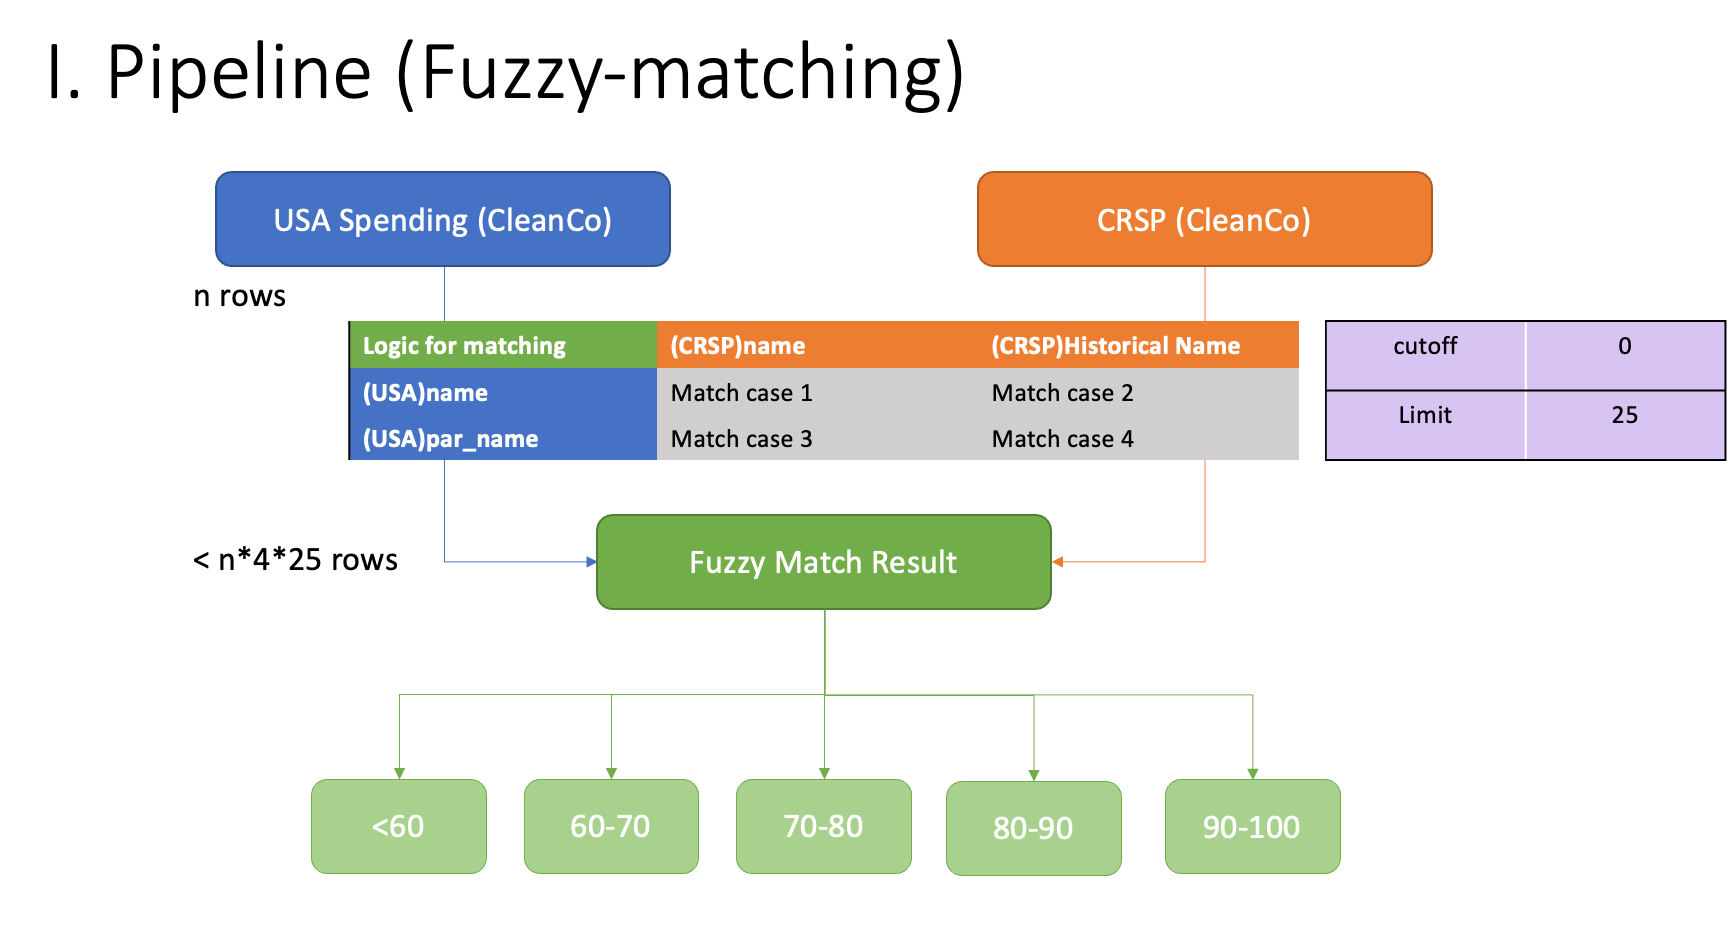 I. Pipeline (Fuzzy-matching)
USA Spending (CleanCo)
CRSP (CleanCo)
n rows
Logic for matching (CRSP)name (CRSP)Historical Name
(USA)name Match case 1 Match case 2
(USA)par_name Match case 3 Match case 4
cutoff 0
Limit 25
< n*4*25 rows
Fuzzy Match Result
<60
60-70
70-80
80-90
90-100